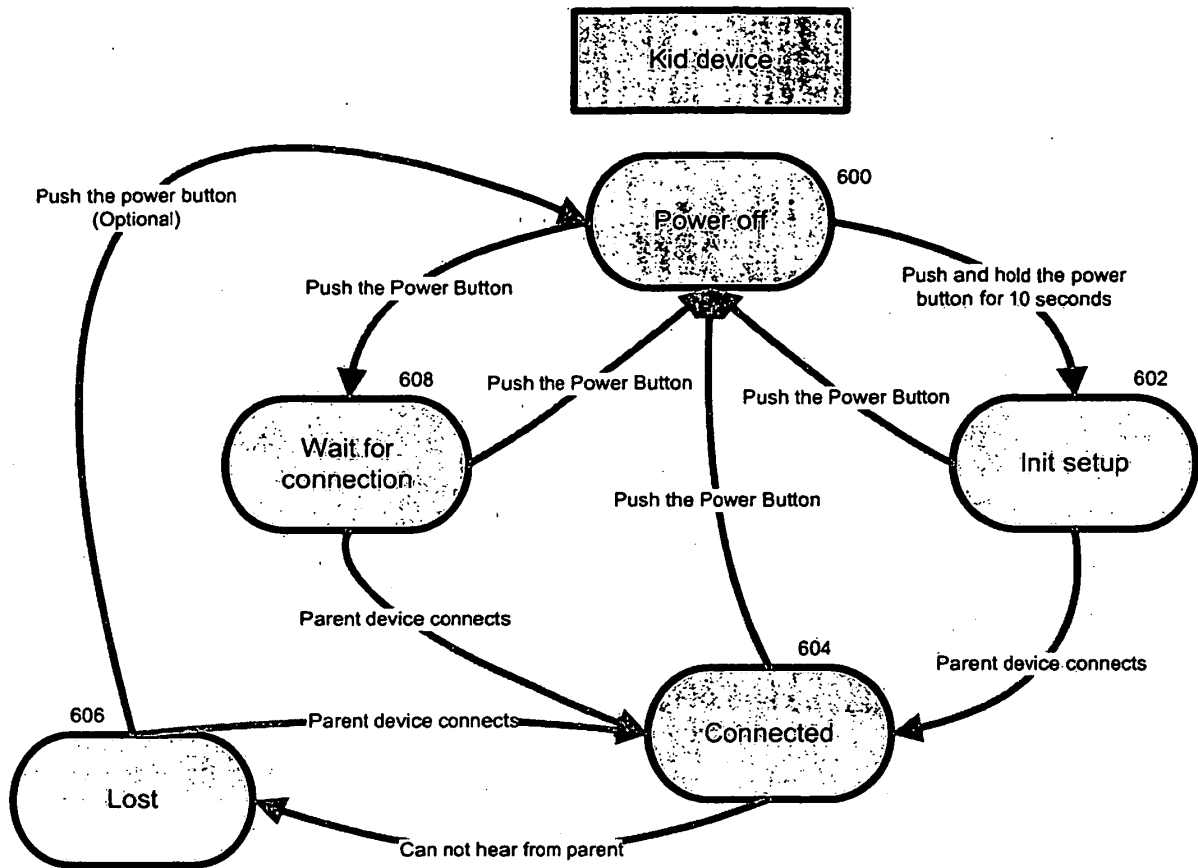 Kid device
600
Power off
Push the power button
(Optional)
Push the Power Button
Push and hold the power
button for 10 seconds
608
Wait for
connection
Push the Power Button
Push the Power Button
602
Init setup
Push the Power Button
Parent device connects
604
Connected
Parent device connects
606
Lost
Parent device connects
Can not hear from parent